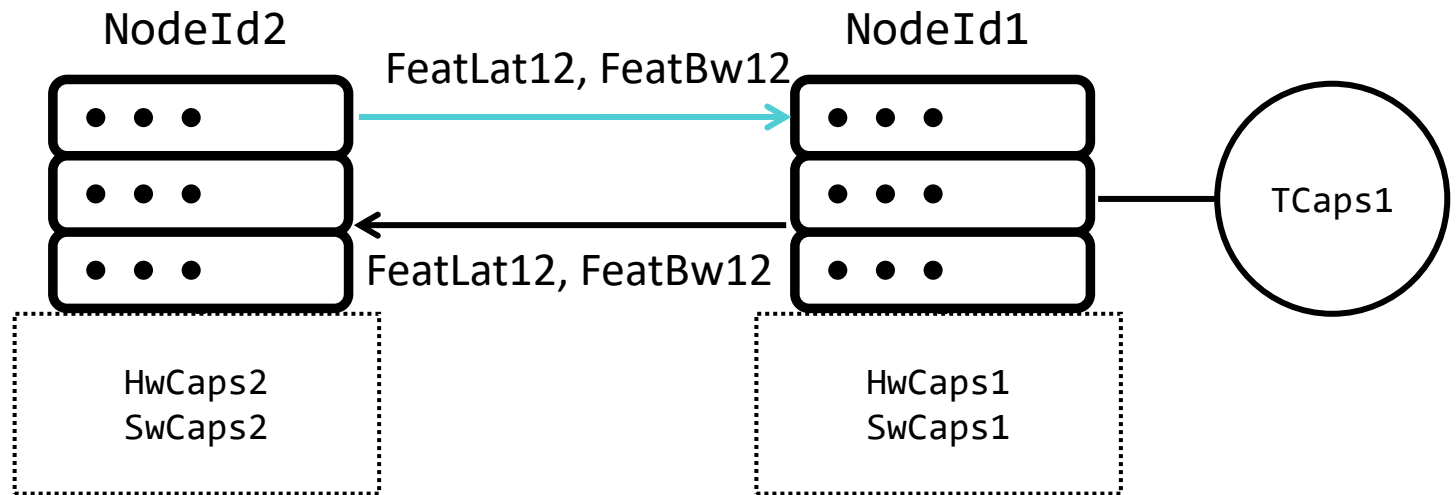 NodeId2
NodeId1
FeatLat12, FeatBw12
TCaps1
FeatLat12, FeatBw12
HwCaps2
SwCaps2
HwCaps1
SwCaps1